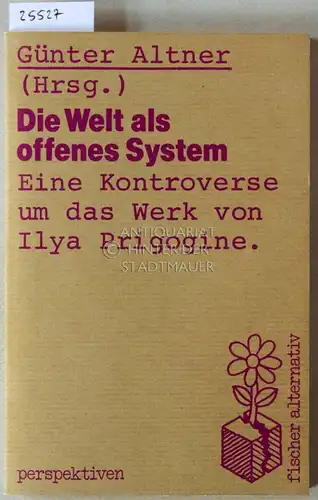 25527
Günter Altner
(Hrsg.)
Die Welt als
offenes System
Eine Kontroverse
um das Werk von
Ilya Prigogine.
ANTIQUARIAT
© HINTER DER
STADTMAUER
fischer alternativ
perspektiven